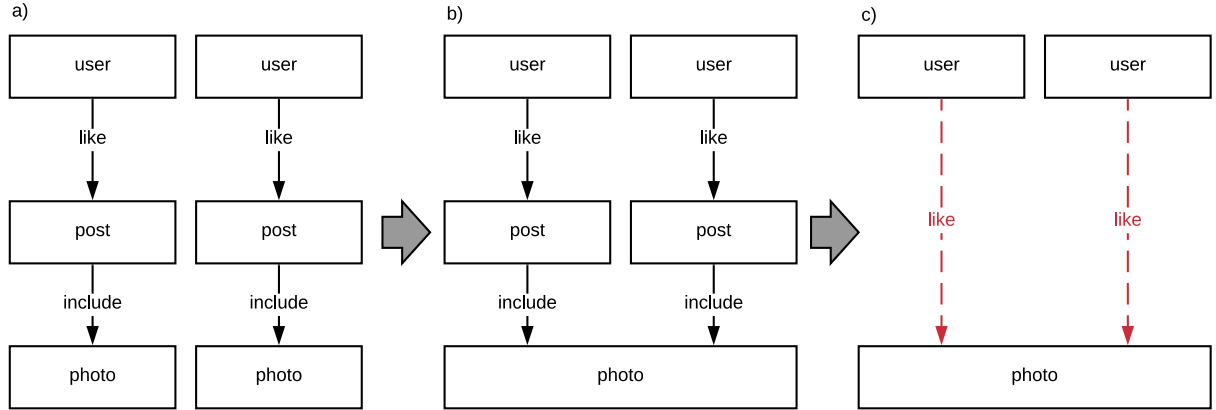 a)
b)
c)
user
user
user
user
user
user
like
like
like
like
like
like
post
post
post
post
include
include
include
include
photo
photo
photo
photo